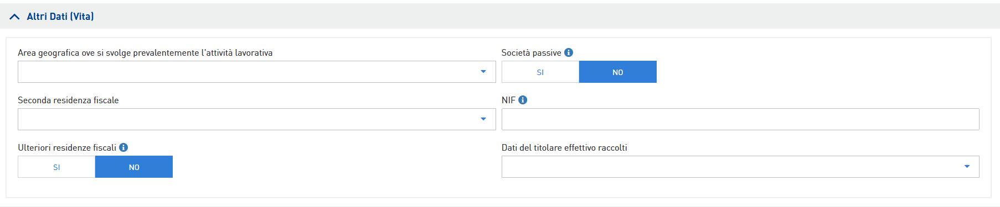 Altri Dati (Vita)
Area geografica ove si svolge prevalentemente l'attività lavorativa
Società passive
SI NO
Seconda residenza fiscale
NIF
Ulteriori residenze fiscali
SI NO
Dati del titolare effettivo raccolti